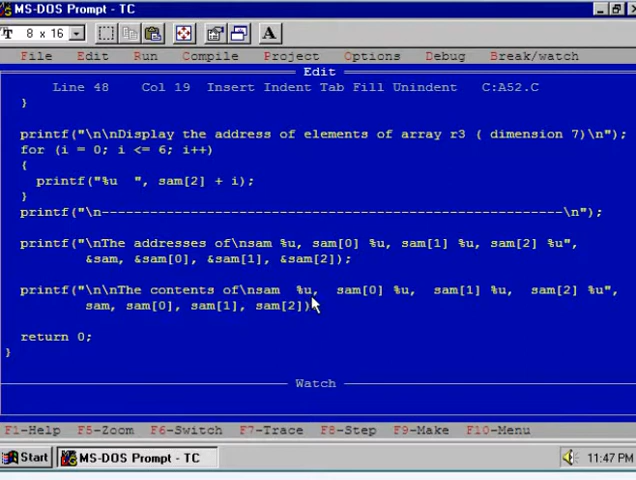 MS-DOS Prompt - TC
8 x 16
A
File Edit Run Compile Project Options Debug Break/watch
Edit
Line 48 Col 19 Insert Indent Tab Fill Unindent C:A52.C
}
printf("\n\nDisplay the address of elements of array r3 ( dimension 7)\n");
for (i = 0; i <= 6; i++)
{
printf("%u  ", sam[2] + i);
}
printf("\n---------------------------------------------------------\n");
printf("\nThe addresses of\nsam %u, sam[0] %u, sam[1] %u, sam[2] %u",
&sam, &sam[0], &sam[1], &sam[2]);
printf("\n\nThe contents of\nsam  %u,  sam[0] %u,  sam[1] %u,  sam[2] %u",
sam, sam[0], sam[1], sam[2])
return 0;
}
Watch
F1-Help F5-Zoom F6-Switch F7-Trace F8-Step F9-Make F10-Menu
Start MS-DOS Prompt - TC 11:47 PM